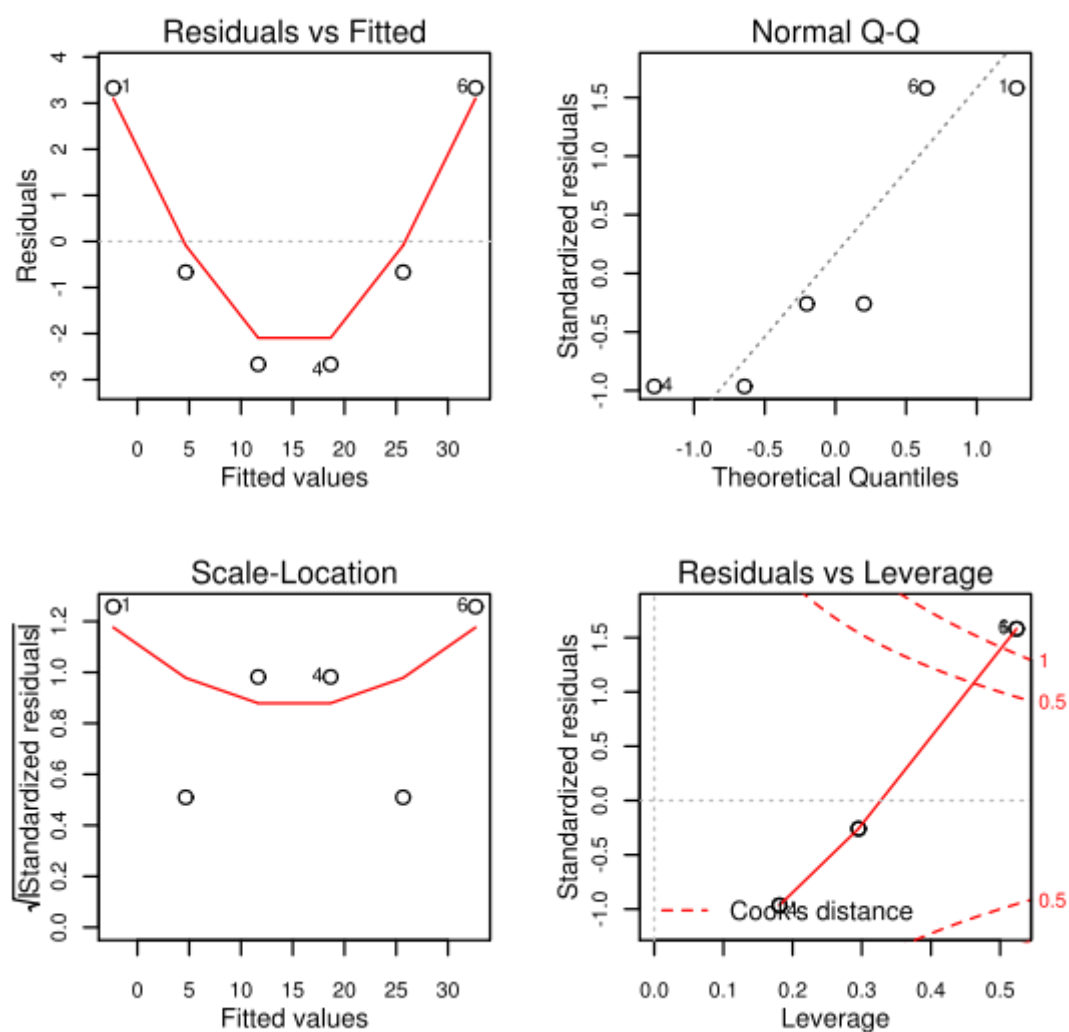 Residuals vs Fitted
Residuals
4
3
2
1
0
-1
-2
-3
1
6
4
0 5 10 15 20 25 30
Fitted values
Normal Q-Q
Standardized residuals
1.5
1.0
0.5
0.0
-0.5
-1.0
6
1
4
-1.0 -0.5 0.0 0.5 1.0
Theoretical Quantiles
Scale-Location
√|Standardized residuals|
1.2
1.0
0.8
0.6
0.4
0.2
0.0
1
6
4
0 5 10 15 20 25 30
Fitted values
Residuals vs Leverage
Standardized residuals
1.5
1.0
0.5
0.0
-0.5
-1.0
6
1
0.5
0.5
4
Cook's distance
0.0 0.1 0.2 0.3 0.4 0.5
Leverage